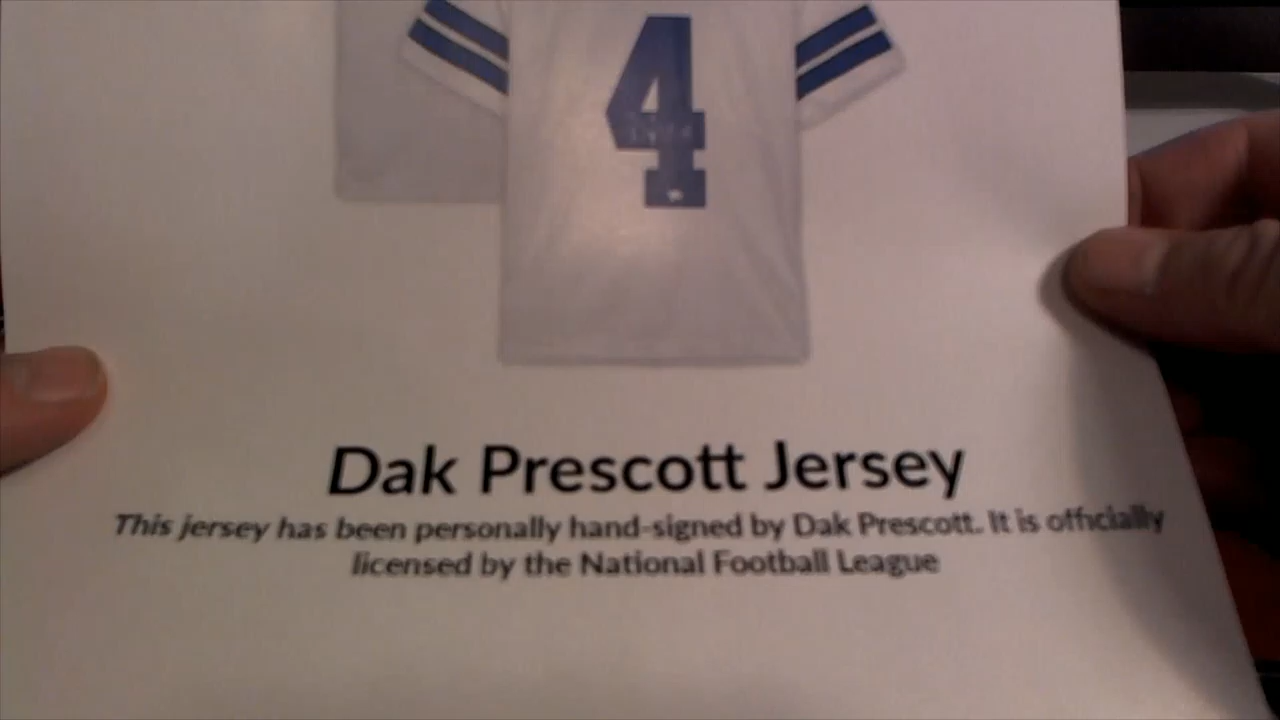 4
Dak Prescott Jersey
This jersey has been personally hand-signed by Dak Prescott. It is officially
licensed by the National Football League